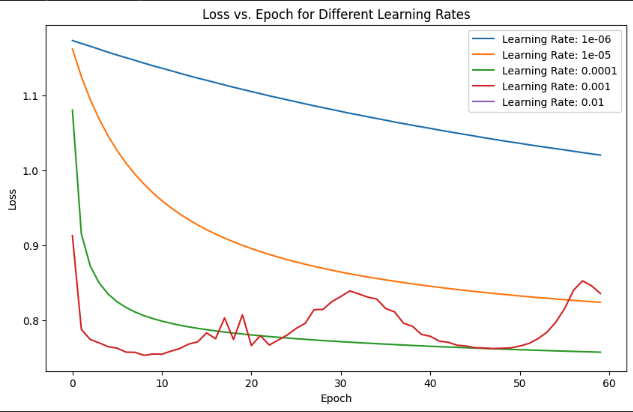 Loss vs. Epoch for Different Learning Rates
Learning Rate: 1e-06
Learning Rate: 1e-05
Learning Rate: 0.0001
Learning Rate: 0.001
Learning Rate: 0.01
1.1
1.0
0.9
0.8
Loss
0 10 20 30 40 50 60
Epoch